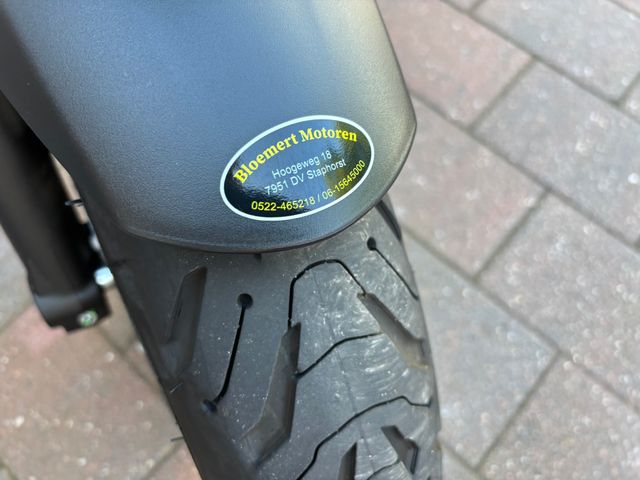 Bloemert Motoren
Hoogeweg 18
7951 DV Staphorst
0522-465218 / 06-15645000